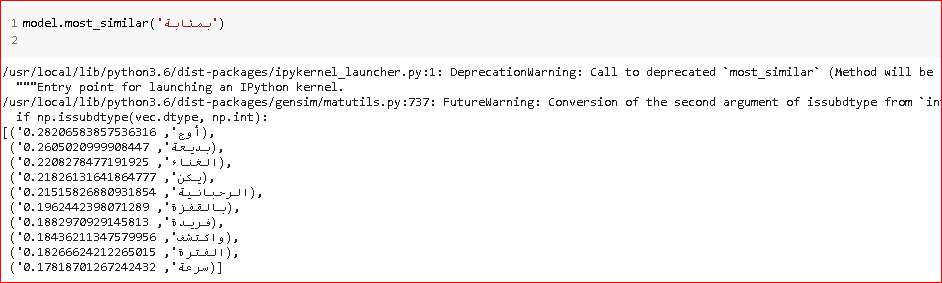 1 model.most_similar('بمثابة')
2
/usr/local/lib/python3.6/dist-packages/ipykernel_launcher.py:1: DeprecationWarning: Call to deprecated `most_similar` (Method will be
"""Entry point for launching an IPython kernel.
/usr/local/lib/python3.6/dist-packages/gensim/matutils.py:737: FutureWarning: Conversion of the second argument of issubdtype from `int
if np.issubdtype(vec.dtype, np.int):
[('أوج', 0.28206583857536316),
('بديعة', 0.2605020999908447),
('الغناء', 0.2208278477191925),
('يكن', 0.21826131641864777),
('الرحبانية', 0.21515826880931854),
('بالقفزة', 0.1962442398071289),
('فريدة', 0.1882970929145813),
('واكتشف', 0.18436211347579956),
('الفترة', 0.18266624212265015),
('سرعة', 0.17818701267242432)]